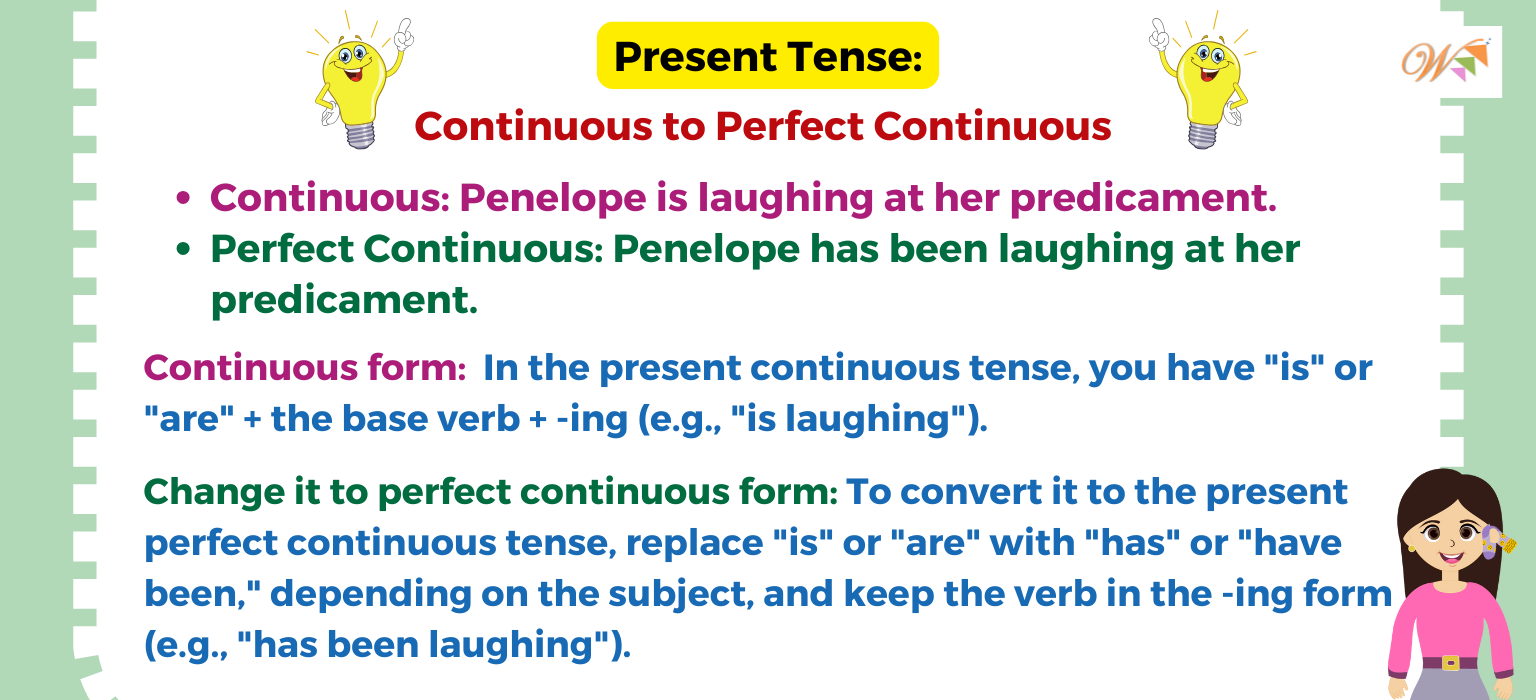 Present Tense:
Continuous to Perfect Continuous
• Continuous: Penelope is laughing at her predicament.
• Perfect Continuous: Penelope has been laughing at her
predicament.
Continuous form: In the present continuous tense, you have "is" or
"are" + the base verb + -ing (e.g., "is laughing").
Change it to perfect continuous form: To convert it to the present
perfect continuous tense, replace "is" or "are" with "has" or "have
been," depending on the subject, and keep the verb in the -ing form
(e.g., "has been laughing").